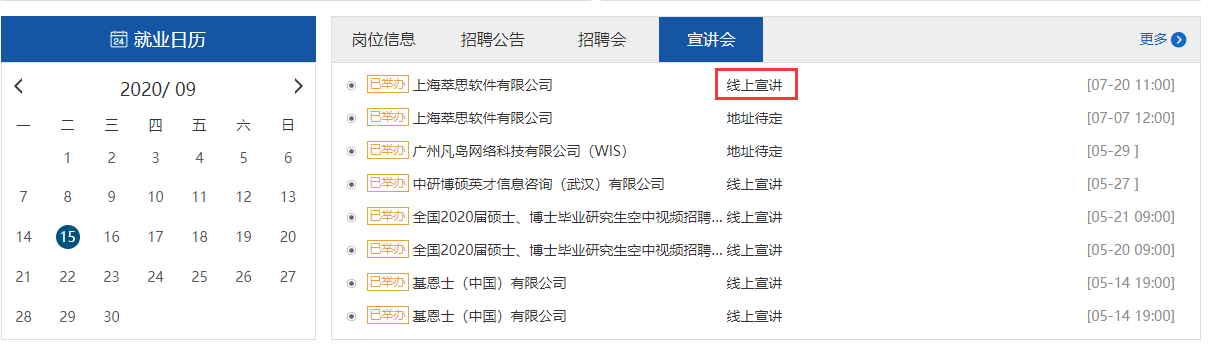 24 就业日历
2020/ 09
一 二 三 四 五 六 日
1 2 3 4 5 6
7 8 9 10 11 12 13
14 15 16 17 18 19 20
21 22 23 24 25 26 27
28 29 30
岗位信息 招聘公告 招聘会 宣讲会 更多
已举办 上海萃思软件有限公司 线上宣讲 [07-20 11:00]
已举办 上海萃思软件有限公司 地址待定 [07-07 12:00]
已举办 广州凡岛网络科技有限公司（WIS） 地址待定 [05-29 ]
已举办 中研博硕英才信息咨询（武汉）有限公司 线上宣讲 [05-27 ]
已举办 全国2020届硕士、博士毕业研究生空中视频招聘... 线上宣讲 [05-21 09:00]
已举办 全国2020届硕士、博士毕业研究生空中视频招聘... 线上宣讲 [05-20 09:00]
已举办 基恩士（中国）有限公司 线上宣讲 [05-14 19:00]
已举办 基恩士（中国）有限公司 线上宣讲 [05-14 19:00]